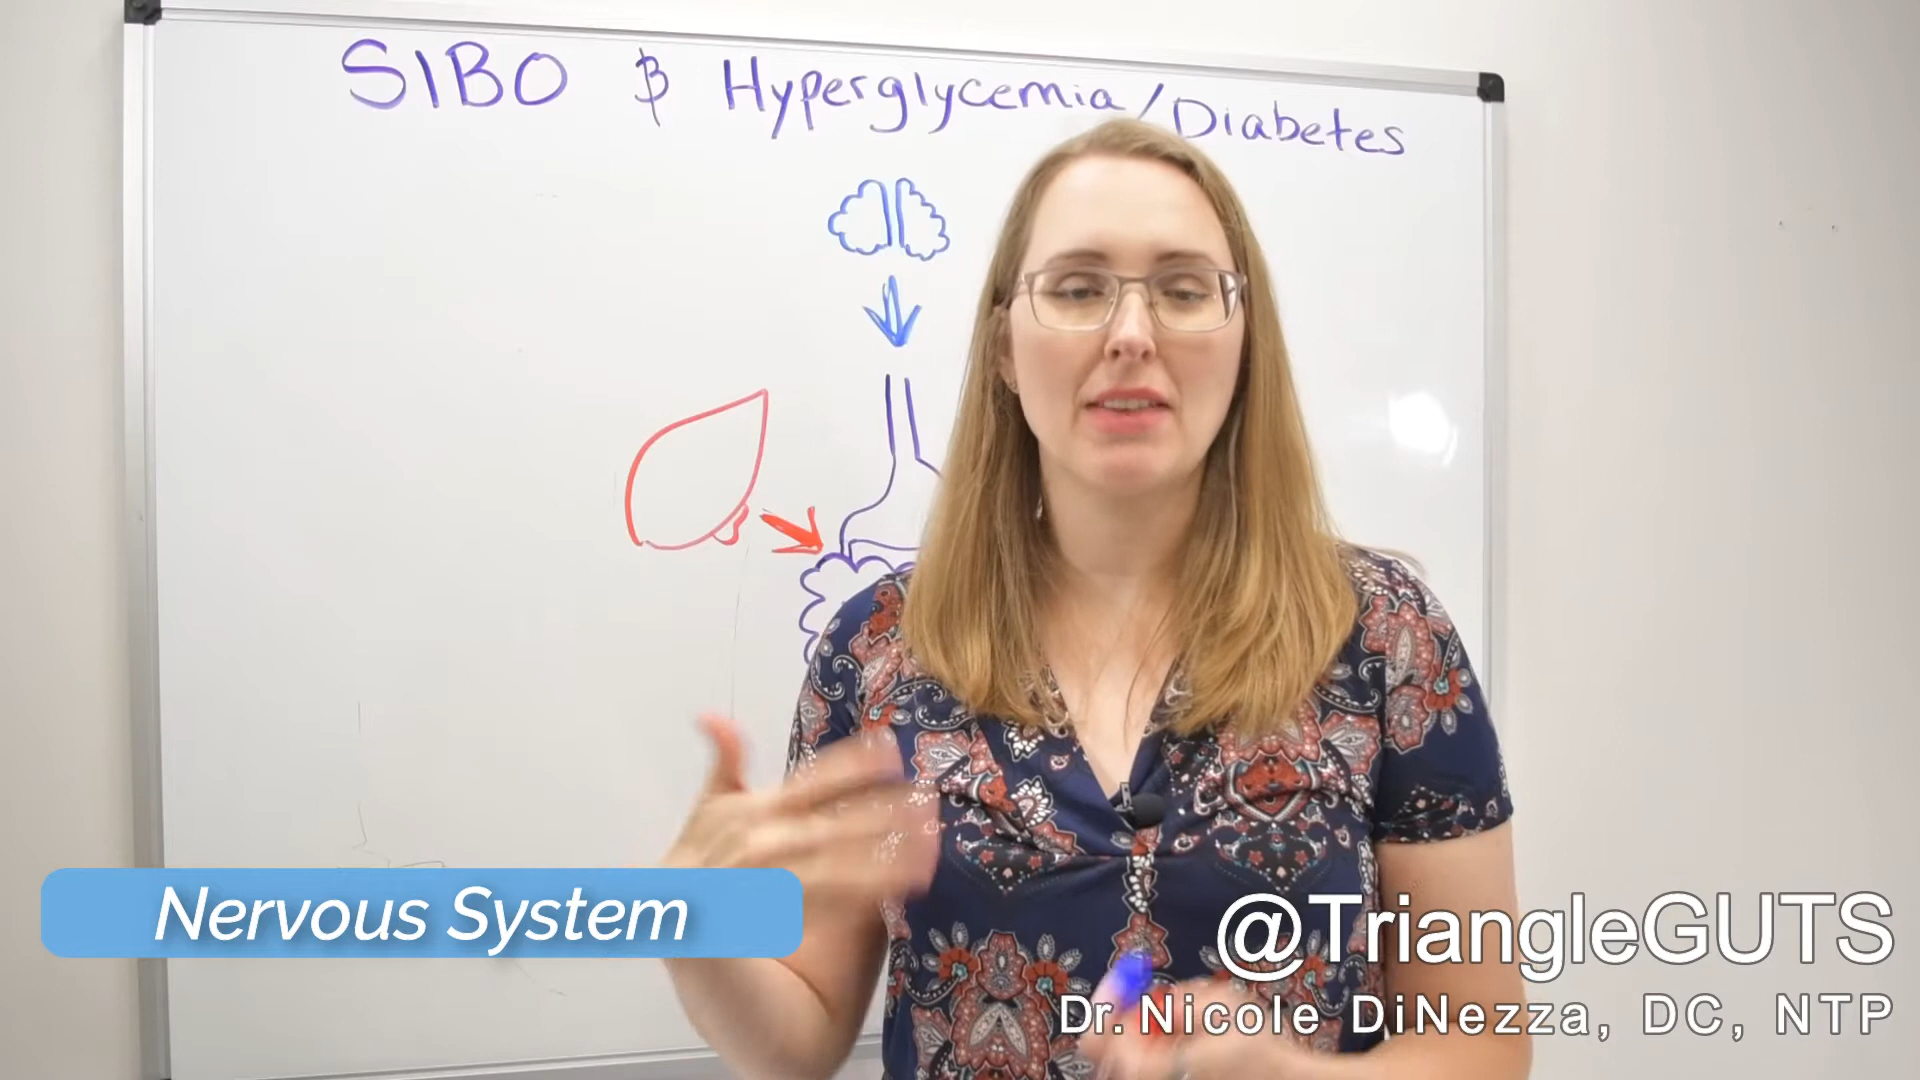 SIBO & Hyperglycemia/Diabetes
Nervous System
@TriangleGUTS
Dr. Nicole DiNezza, DC, NTP